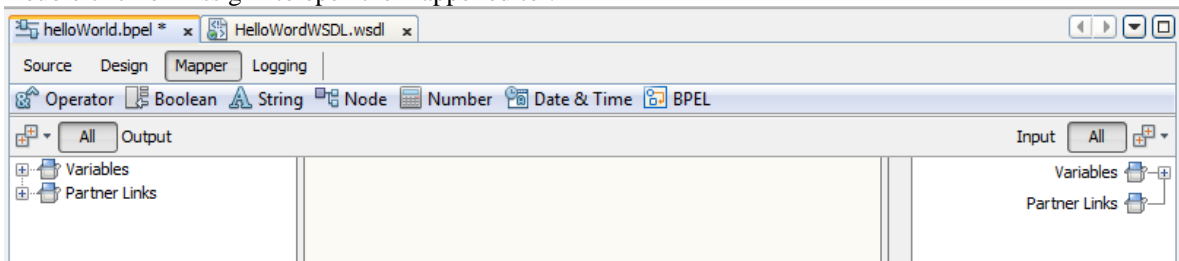 helloWorld.bpel * x HelloWordWSDL.wsdl x
Source Design Mapper Logging
Operator Boolean String Node Number Date & Time BPEL
All Output Input All
Variables Variables
Partner Links Partner Links